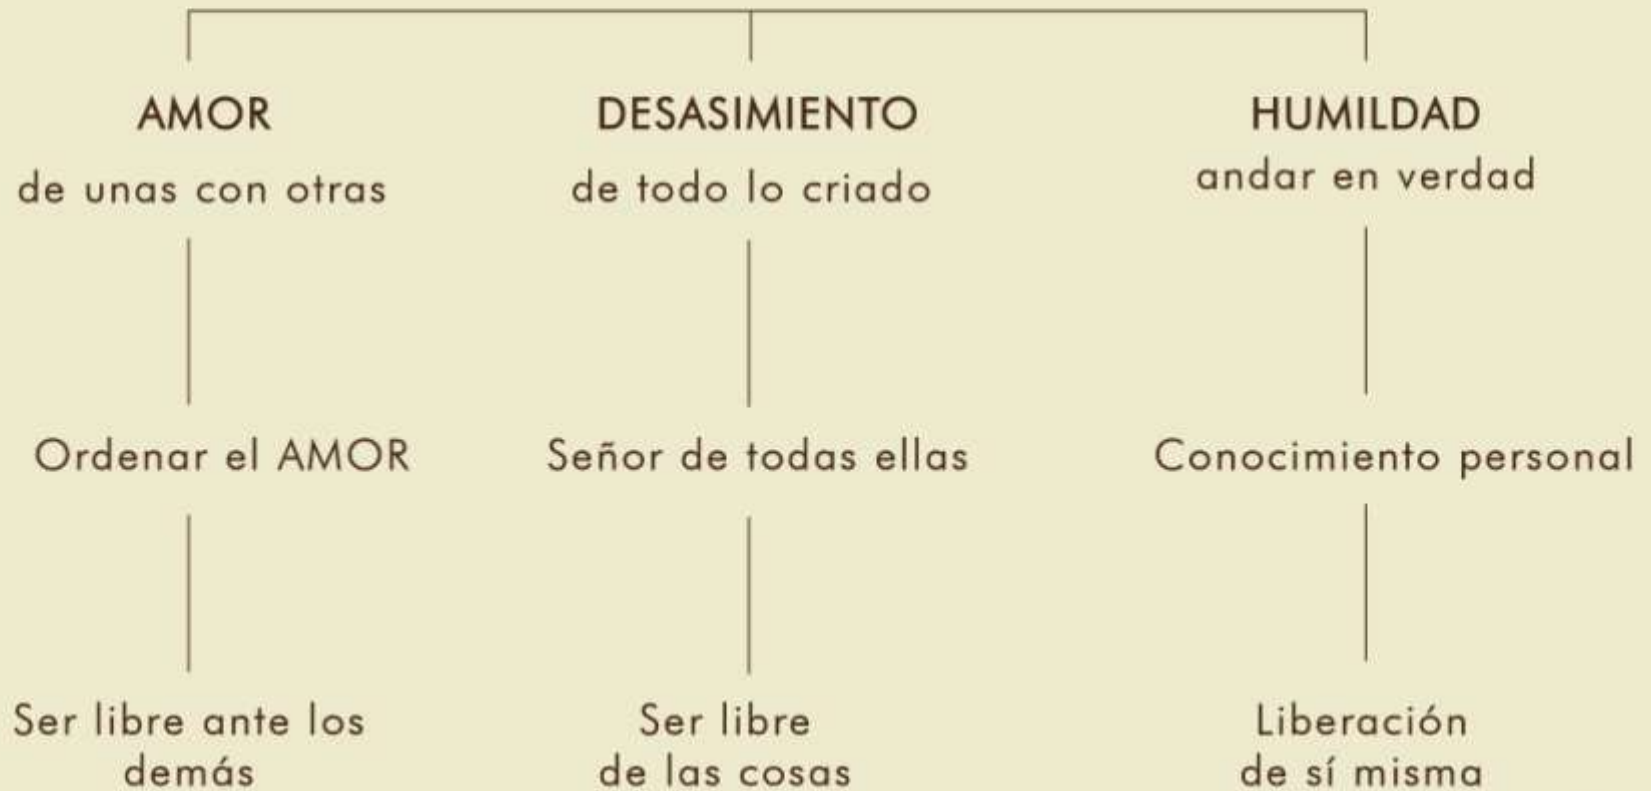 AMOR
de unas con otras
Ordenar el AMOR
Ser libre ante los
demás
DESASIMIENTO
de todo lo criado
Señor de todas ellas
Ser libre
de las cosas
HUMILDAD
andar en verdad
Conocimiento personal
Liberación
de sí misma